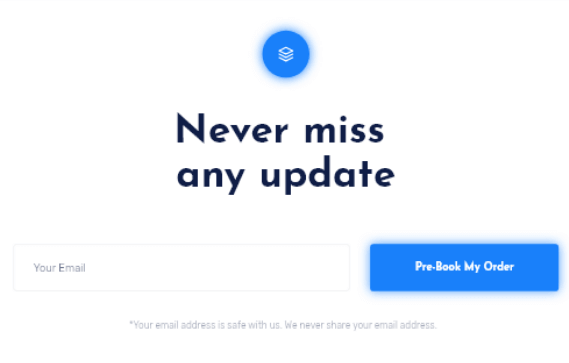 Never miss
any update
Your Email
Pre-Book My Order
*Your email address is safe with us. We never share your email address.